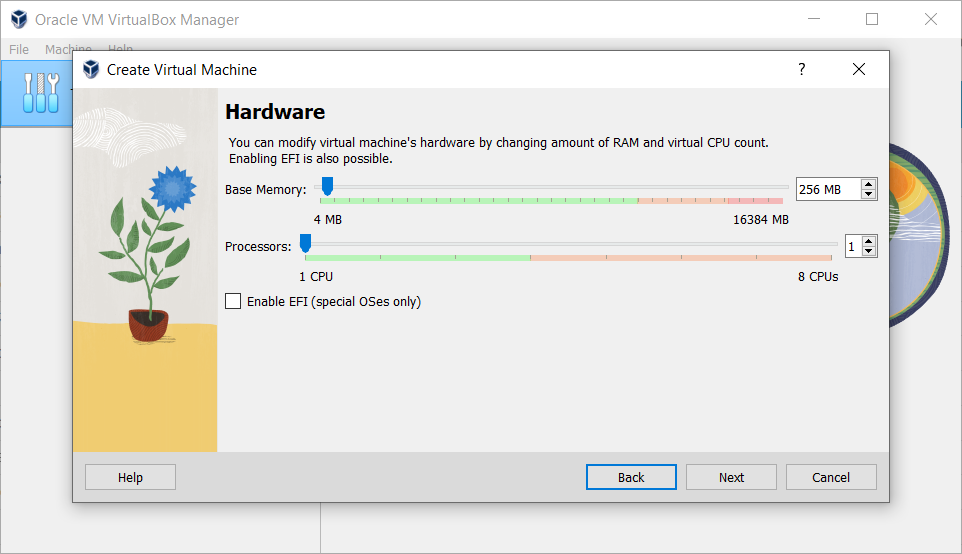 Oracle VM VirtualBox Manager
File Machine Help
Create Virtual Machine ?
Hardware
You can modify virtual machine's hardware by changing amount of RAM and virtual CPU count.
Enabling EFI is also possible.
Base Memory: 256 MB
4 MB 16384 MB
Processors: 1
1 CPU 8 CPUs
Enable EFI (special OSes only)
Help Back Next Cancel